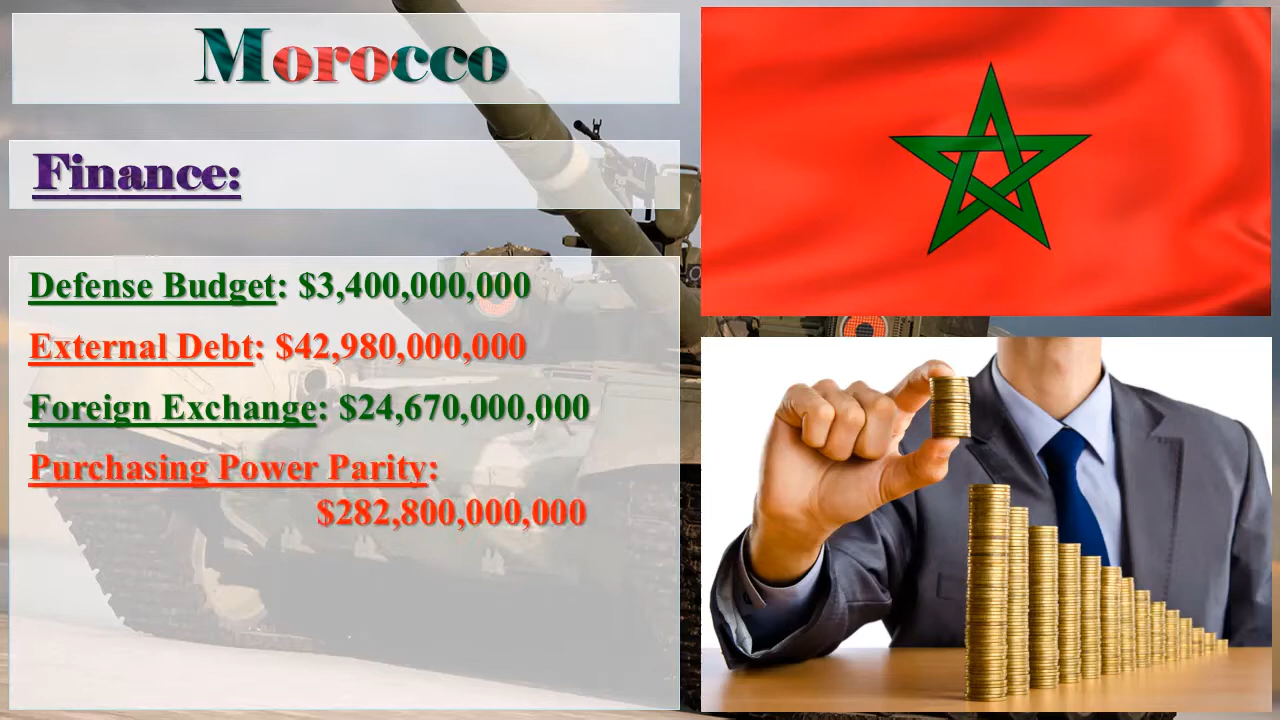 Morocco
Finance:
Defense Budget: $3,400,000,000
External Debt: $42,980,000,000
Foreign Exchange: $24,670,000,000
Purchasing Power Parity:
$282,800,000,000